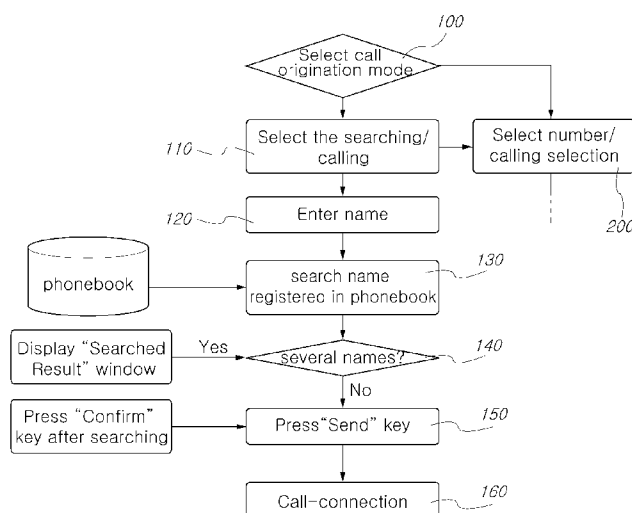 100
Select call
origination mode
110
Select the searching/
calling
Select number/
calling selection
200
120
Enter name
130
phonebook
search name
registered in phonebook
Display “Searched
Result” window
Yes
several names?
140
No
Press “Confirm”
key after searching
Press“Send” key
150
Call-connection
160